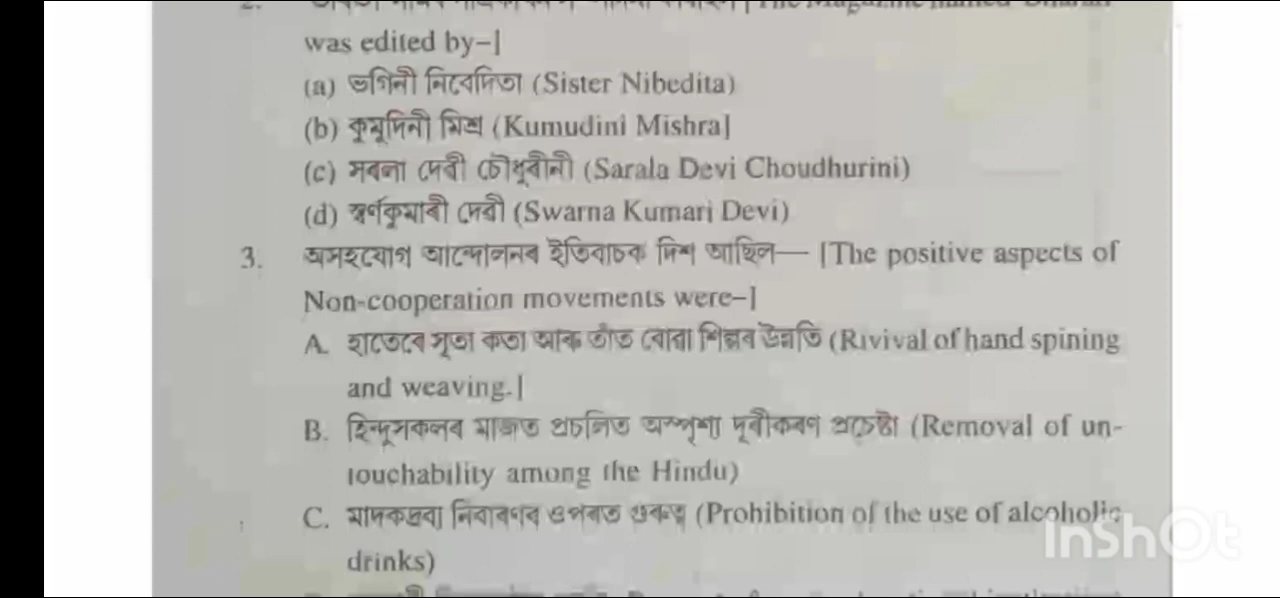 The Magazine named
was edited by–]
(a) ভগিনী নিবেদিতা (Sister Nibedita)
(b) কুমুদিনী মিশ্ৰ (Kumudini Mishra]
(c) সৰলা দেৱী চৌধুৰীনী (Sarala Devi Choudhurini)
(d) স্বৰ্ণকুমাৰী দেৱী (Swarna Kumari Devi)
3. অসহযোগ আন্দোলনৰ ইতিবাচক দিশ আছিল— [The positive aspects of
Non-cooperation movements were–]
A. হাতেৰে সূতা কতা আৰু তাঁত বোৱা শিল্পৰ উন্নতি (Rivival of hand spining
and weaving.]
B. হিন্দুসকলৰ মাজত প্ৰচলিত অস্পৃশ্য দূৰীকৰণ প্ৰচেষ্টা (Removal of un-
touchability among the Hindu)
C. মাদকদ্ৰব্য নিবাৰণৰ ওপৰত গুৰুত্ব (Prohibition of the use of alcoholic
drinks)
InShOt